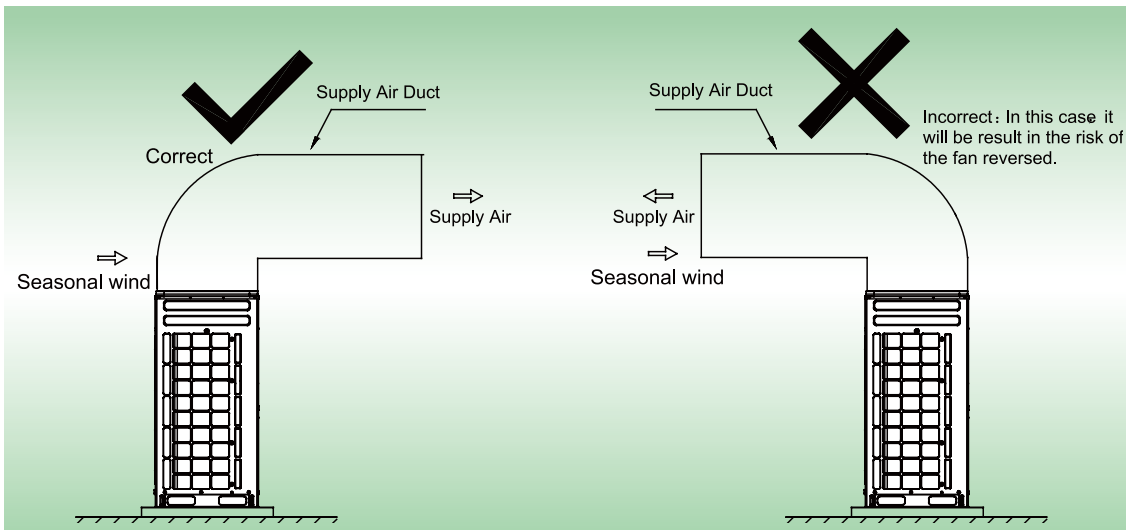 Supply Air Duct
Correct
Supply Air
Seasonal wind
Supply Air Duct
Incorrect: In this case it
will be result in the risk of
the fan reversed.
Supply Air
Seasonal wind